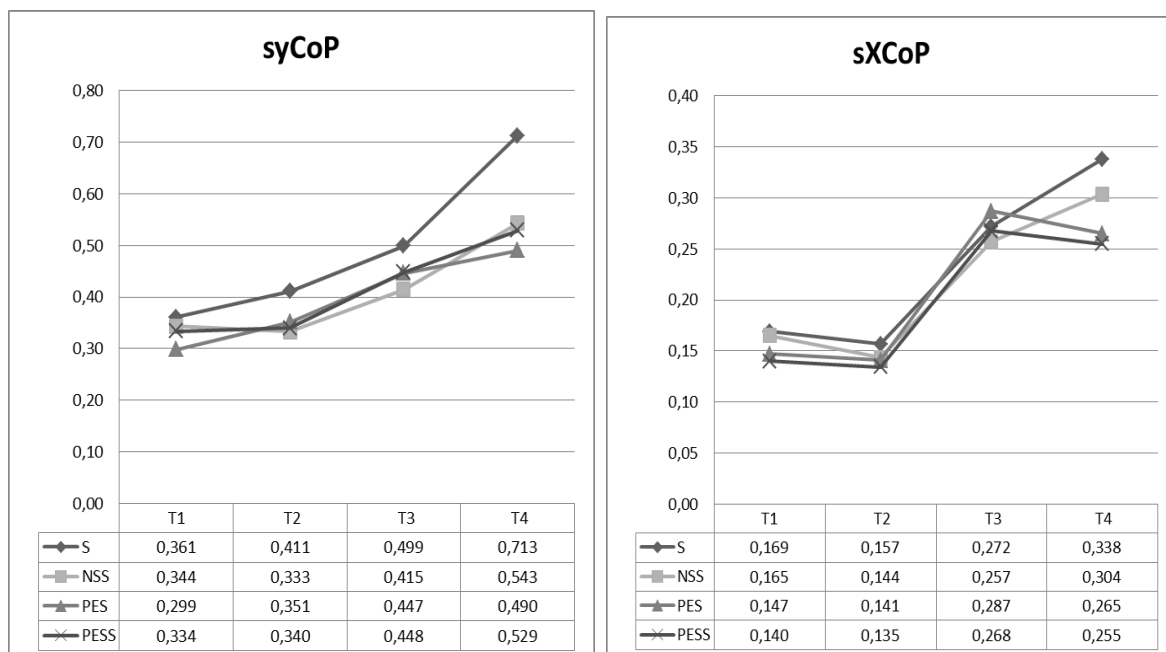 syCoP
0,80
0,70
0,60
0,50
0,40
0,30
0,20
0,10
0,00
T1 T2 T3 T4
S 0,361 0,411 0,499 0,713
NSS 0,344 0,333 0,415 0,543
PES 0,299 0,351 0,447 0,490
PESS 0,334 0,340 0,448 0,529
sXCoP
0,40
0,35
0,30
0,25
0,20
0,15
0,10
0,05
0,00
T1 T2 T3 T4
S 0,169 0,157 0,272 0,338
NSS 0,165 0,144 0,257 0,304
PES 0,147 0,141 0,287 0,265
PESS 0,140 0,135 0,268 0,255